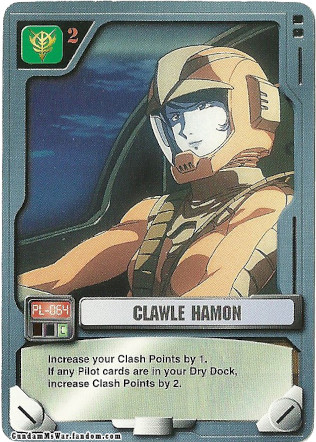 2
PL-064
C
CLAWLE HAMON
Increase your Clash Points by 1.
If any Pilot cards are in your Dry Dock,
increase Clash Points by 2.
GundamMsWar.fandom.com